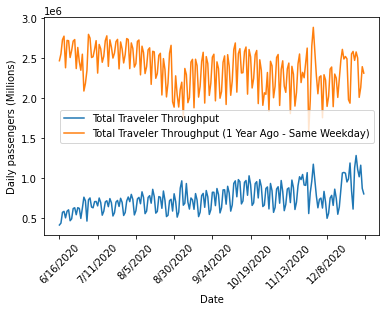 1e6
3.0
2.5
2.0
1.5
1.0
0.5
Daily passengers (Millions)
Total Traveler Throughput
Total Traveler Throughput (1 Year Ago - Same Weekday)
6/16/2020
7/11/2020
8/5/2020
8/30/2020
9/24/2020
10/19/2020
11/13/2020
12/8/2020
Date